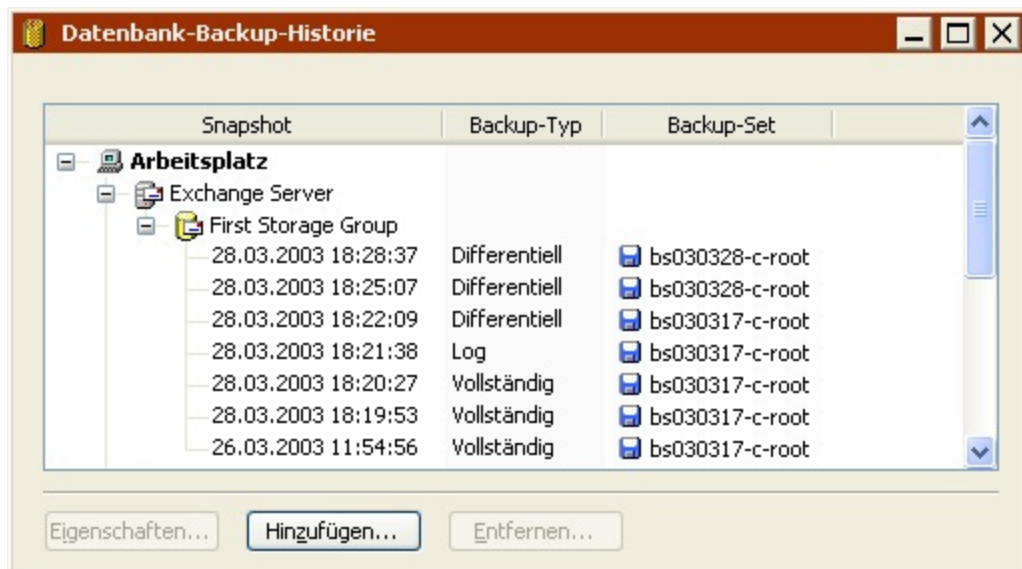 Datenbank-Backup-Historie
Snapshot Backup-Typ Backup-Set
Arbeitsplatz
Exchange Server
First Storage Group
28.03.2003 18:28:37 Differentiell bs030328-c-root
28.03.2003 18:25:07 Differentiell bs030328-c-root
28.03.2003 18:22:09 Differentiell bs030317-c-root
28.03.2003 18:21:38 Log bs030317-c-root
28.03.2003 18:20:27 Vollständig bs030317-c-root
28.03.2003 18:19:53 Vollständig bs030317-c-root
26.03.2003 11:54:56 Vollständig bs030317-c-root
Eigenschaften... Hinzufügen... Entfernen...